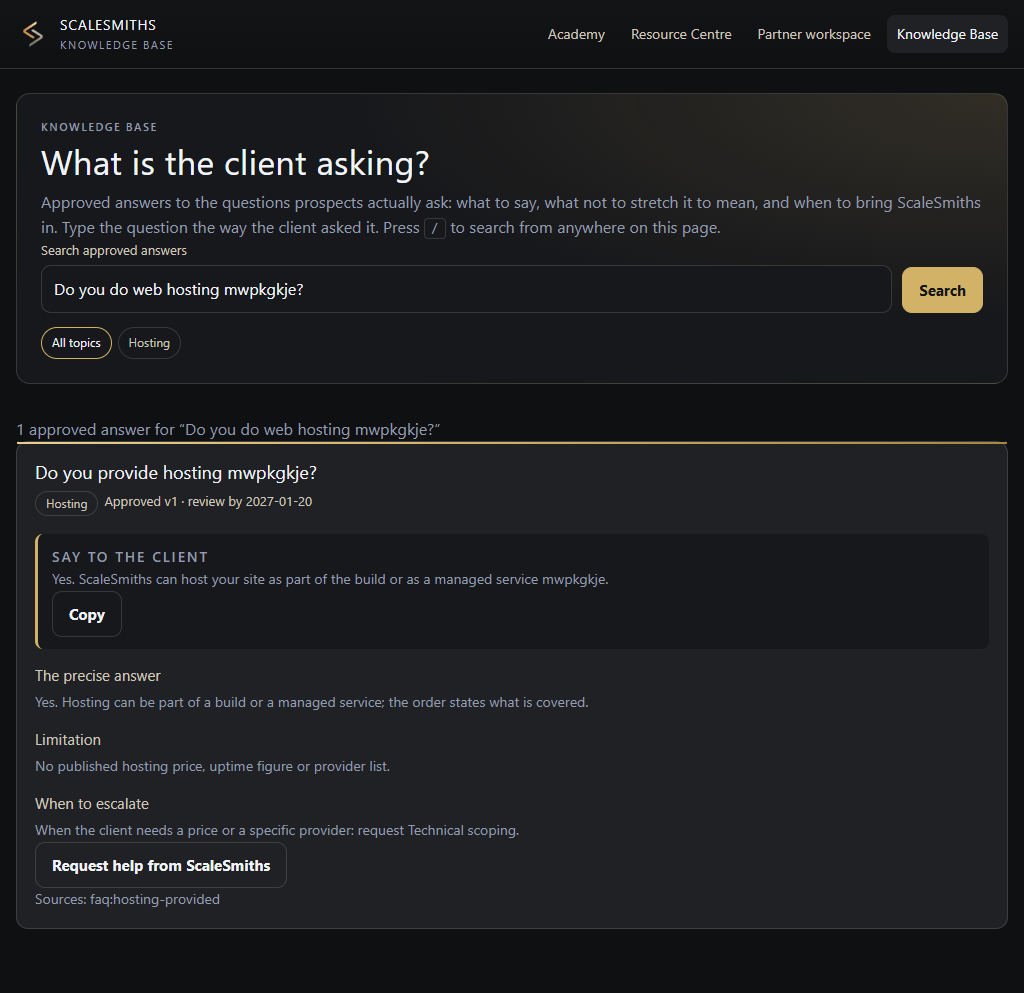 SCALESMITHS
KNOWLEDGE BASE
Academy
Resource Centre
Partner workspace
Knowledge Base
KNOWLEDGE BASE
What is the client asking?
Approved answers to the questions prospects actually ask: what to say, what not to stretch it to mean, and when to bring ScaleSmiths
in. Type the question the way the client asked it. Press / to search from anywhere on this page.
Search approved answers
Do you do web hosting mwpkgkje?
Search
All topics
Hosting
1 approved answer for “Do you do web hosting mwpkgkje?”
Do you provide hosting mwpkgkje?
Hosting
Approved v1 · review by 2027-01-20
SAY TO THE CLIENT
Yes. ScaleSmiths can host your site as part of the build or as a managed service mwpkgkje.
Copy
The precise answer
Yes. Hosting can be part of a build or a managed service; the order states what is covered.
Limitation
No published hosting price, uptime figure or provider list.
When to escalate
When the client needs a price or a specific provider: request Technical scoping.
Request help from ScaleSmiths
Sources: faq:hosting-provided